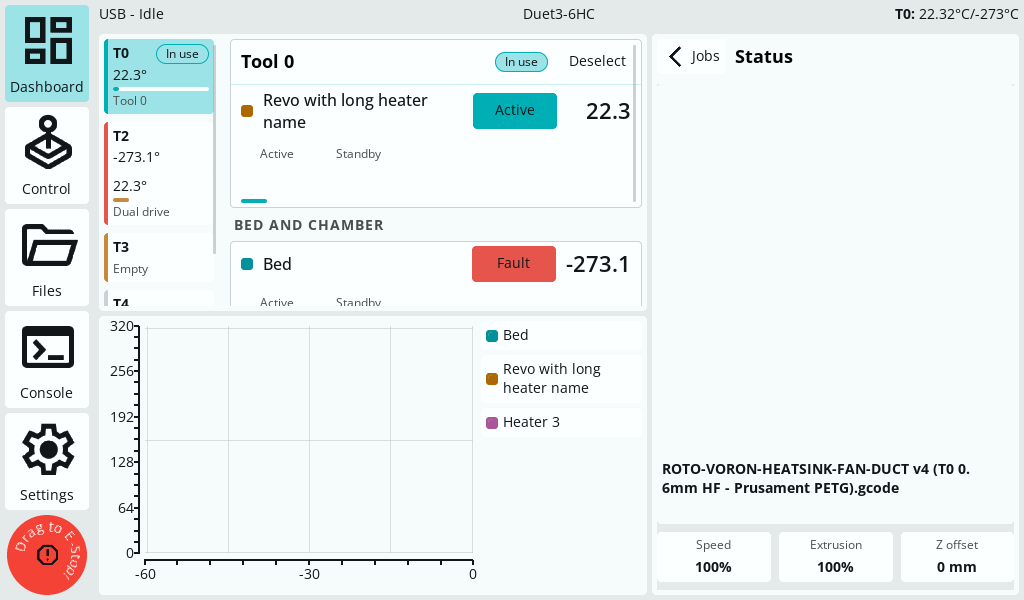 USB - Idle
Duet3-6HC
T0: 22.32°C/-273°C
Dashboard
Control
Files
Console
Settings
Drag to E-Stop!
T0
In use
22.3°
Tool 0
T2
-273.1°
22.3°
Dual drive
T3
Empty
T4
Tool 0
In use
Deselect
Revo with long heater
name
Active
22.3
Active
Standby
BED AND CHAMBER
Bed
Fault
-273.1
Active
Standby
320
256
192
128
64
0
-60
-30
0
Bed
Revo with long
heater name
Heater 3
Jobs
Status
ROTO-VORON-HEATSINK-FAN-DUCT v4 (T0 0.
6mm HF - Prusament PETG).gcode
Speed
100%
Extrusion
100%
Z offset
0 mm